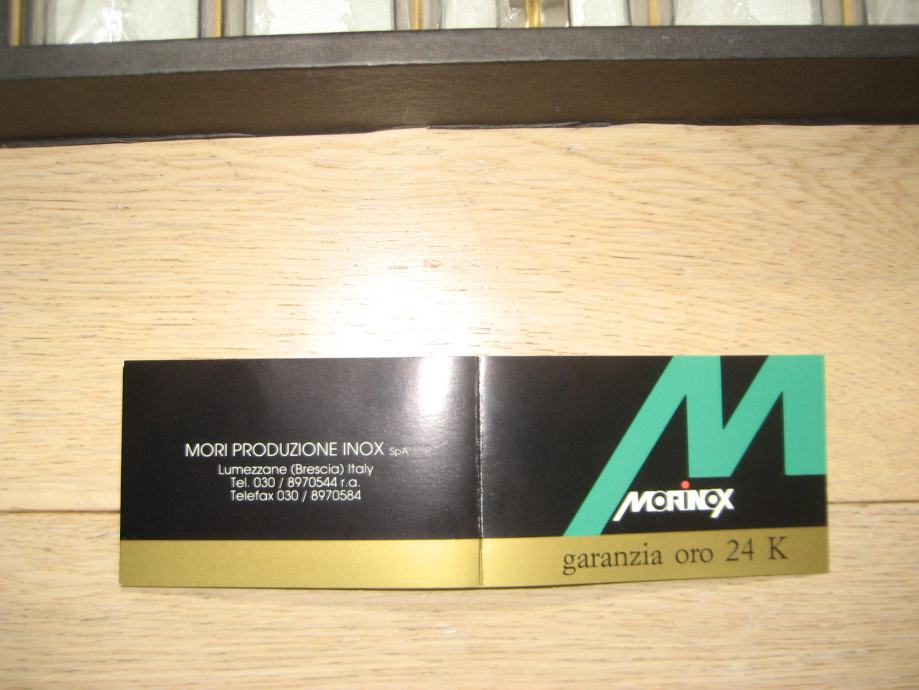 MORI PRODUZIONE INOX SpA
Lumezzane (Brescia) Italy
Tel. 030 / 8970544 r.a.
Telefax 030 / 8970584
MORINOX
garanzia oro 24 K